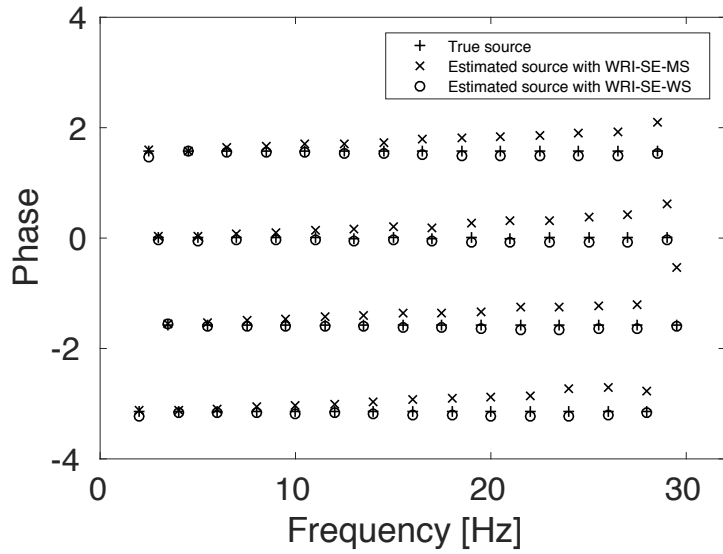 4
2
0
-2
-4
Phase
True source
Estimated source with WRI-SE-MS
Estimated source with WRI-SE-WS
0
10
20
30
Frequency [Hz]